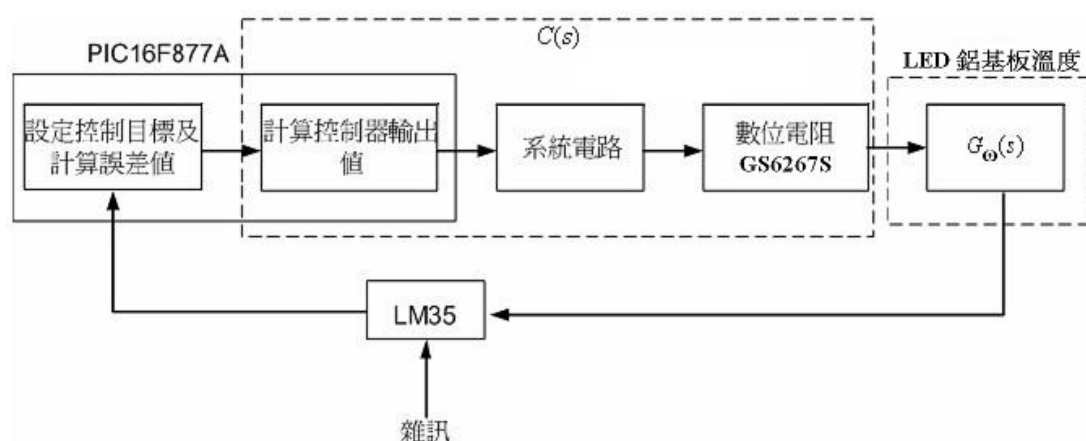 C(s)
PIC16F877A
LED 鋁基板溫度
設定控制目標及
計算誤差值
計算控制器輸出
值
系統電路
數位電阻
GS6267S
Gω(s)
LM35
雜訊